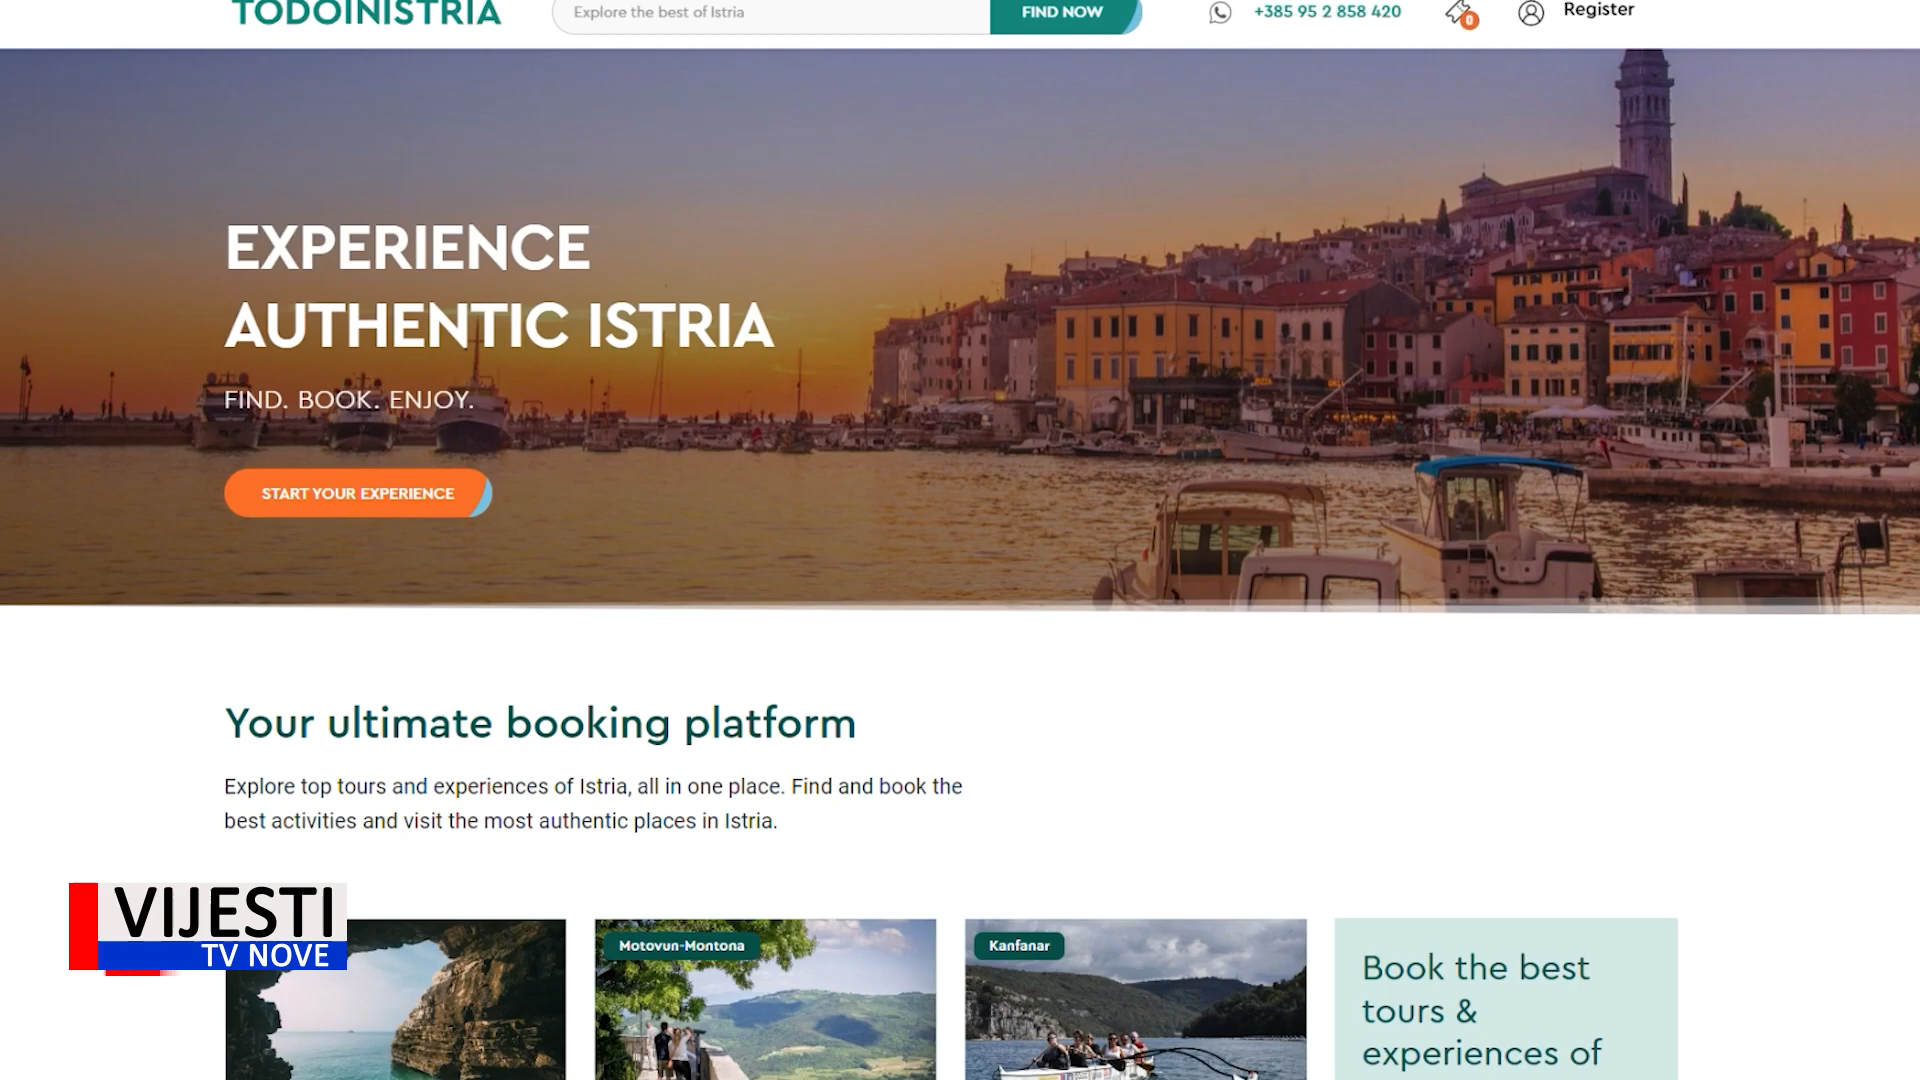 TODOINISTRIA
Explore the best of Istria
FIND NOW
+385 95 2 858 420
0
Register
EXPERIENCE
AUTHENTIC ISTRIA
FIND. BOOK. ENJOY.
START YOUR EXPERIENCE
Your ultimate booking platform
Explore top tours and experiences of Istria, all in one place. Find and book the
best activities and visit the most authentic places in Istria.
VIJESTI
TV NOVE
Motovun-Montona
Kanfanar
Book the best
tours &
experiences of